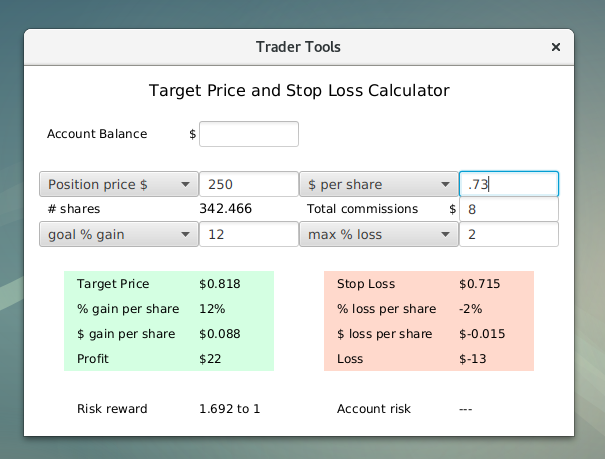 Trader Tools ×
Target Price and Stop Loss Calculator
Account Balance $
Position price $ 250 $ per share .73
# shares 342.466 Total commissions $ 8
goal % gain 12 max % loss 2
Target Price $0.818 Stop Loss $0.715
% gain per share 12% % loss per share -2%
$ gain per share $0.088 $ loss per share $-0.015
Profit $22 Loss $-13
Risk reward 1.692 to 1 Account risk ---